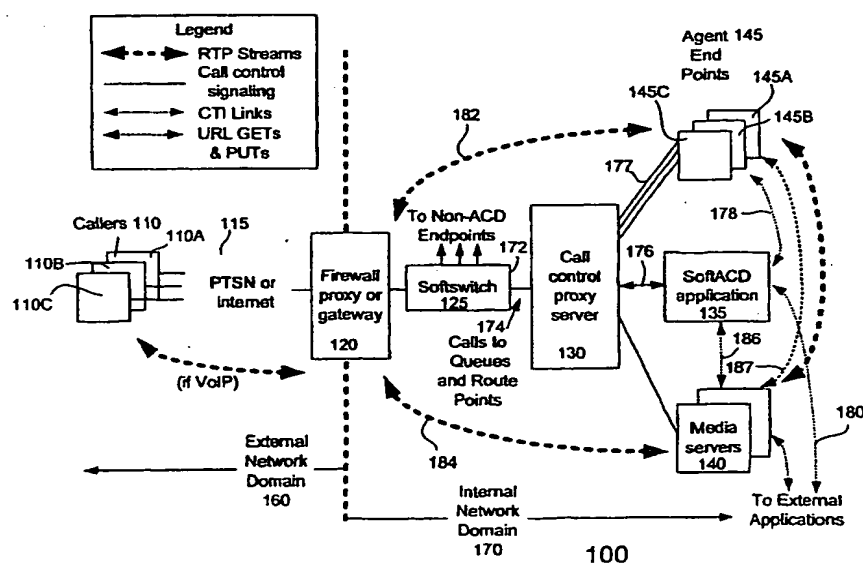 Legend
RTP Streams
Call control
signaling
CTI Links
URL GETs
& PUTs
Agent 145
End
Points
145A
145C
145B
182
177
To Non-ACD
Endpoints
178
Callers 110
110A
115
110B
110C
PTSN or
Internet
Firewall
proxy or
gateway
120
172
Softswitch
125
174
Calls to
Queues
and Route
Points
Call
control
proxy
server
130
176
SoftACD
application
135
186
187
(if VoIP)
184
Media
servers
140
180
External
Network
Domain
160
Internal
Network
Domain
170
To External
Applications
100